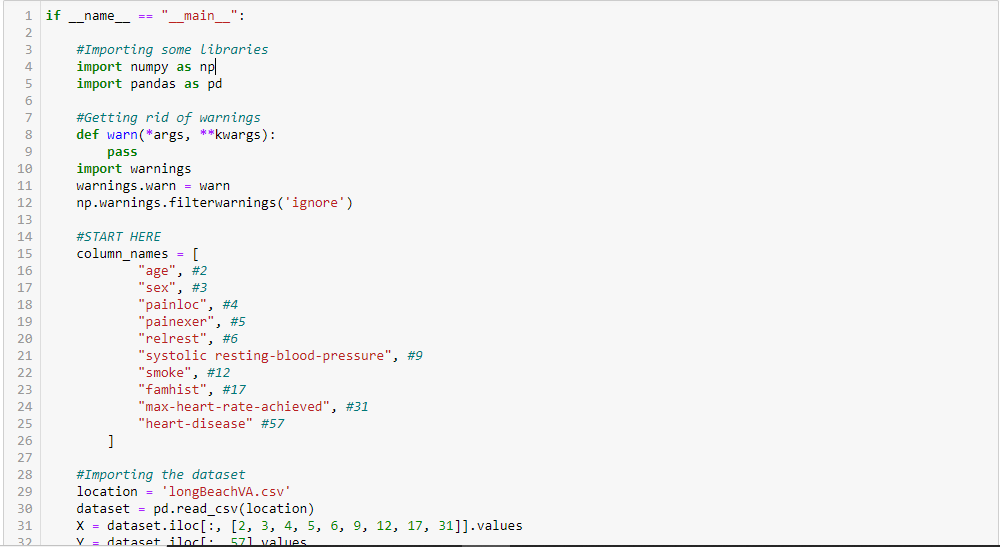 1 if __name__ == "__main__":
2
3     #Importing some libraries
4     import numpy as np
5     import pandas as pd
6
7     #Getting rid of warnings
8     def warn(*args, **kwargs):
9         pass
10     import warnings
11     warnings.warn = warn
12     np.warnings.filterwarnings('ignore')
13
14     #START HERE
15     column_names = [
16             "age", #2
17             "sex", #3
18             "painloc", #4
19             "painexer", #5
20             "relrest", #6
21             "systolic resting-blood-pressure", #9
22             "smoke", #12
23             "famhist", #17
24             "max-heart-rate-achieved", #31
25             "heart-disease" #57
26         ]
27
28     #Importing the dataset
29     location = 'longBeachVA.csv'
30     dataset = pd.read_csv(location)
31     X = dataset.iloc[:, [2, 3, 4, 5, 6, 9, 12, 17, 31]].values
32     Y = dataset.iloc[:, 57].values